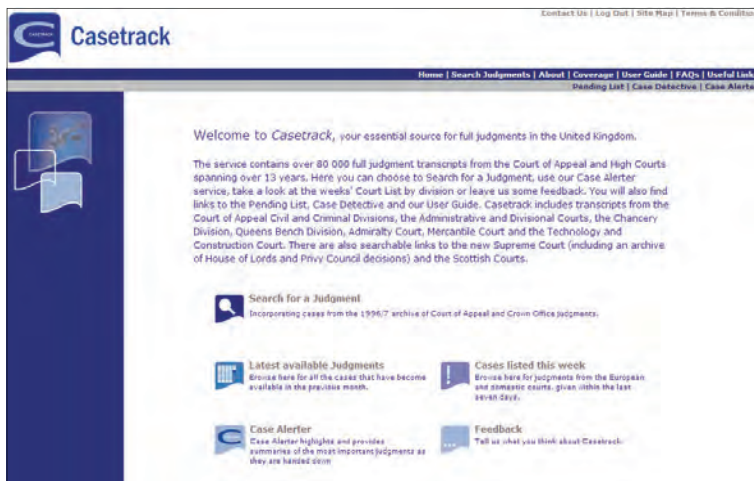 Contact Us | Log Out | Site Map | Terms & Conditio
CASETRACK
Casetrack
Home | Search Judgments | About | Coverage | User Guide | FAQs | Useful Link
Pending List | Case Detective | Case Alerte
Welcome to Casetrack, your essential source for full judgments in the United Kingdom.
The service contains over 80 000 full judgment transcripts from the Court of Appeal and High Courts
spanning over 13 years. Here you can choose to Search for a Judgment, use our Case Alerter
service, take a look at the weeks' Court List by division or leave us some feedback. You will also find
links to the Pending List, Case Detective and our User Guide. Casetrack includes transcripts from the
Court of Appeal Civil and Criminal Divisions, the Administrative and Divisional Courts, the Chancery
Division, Queens Bench Division, Admiralty Court, Mercantile Court and the Technology and
Construction Court. There are also searchable links to the new Supreme Court (including an archive
of House of Lords and Privy Council decisions) and the Scottish Courts.
Search for a Judgment
Incorporating cases from the 1996/7 archive of Court of Appeal and Crown Office judgments.
Latest available Judgments
Browse here for all the cases that have become
available in the previous month.
Cases listed this week
Browse here for judgments from the European
and domestic courts, given within the last
seven days.
Case Alerter
Case Alerter highlights and provides
summaries of the most important judgments as
they are handed down
Feedback
Tell us what you think about Casetrack.